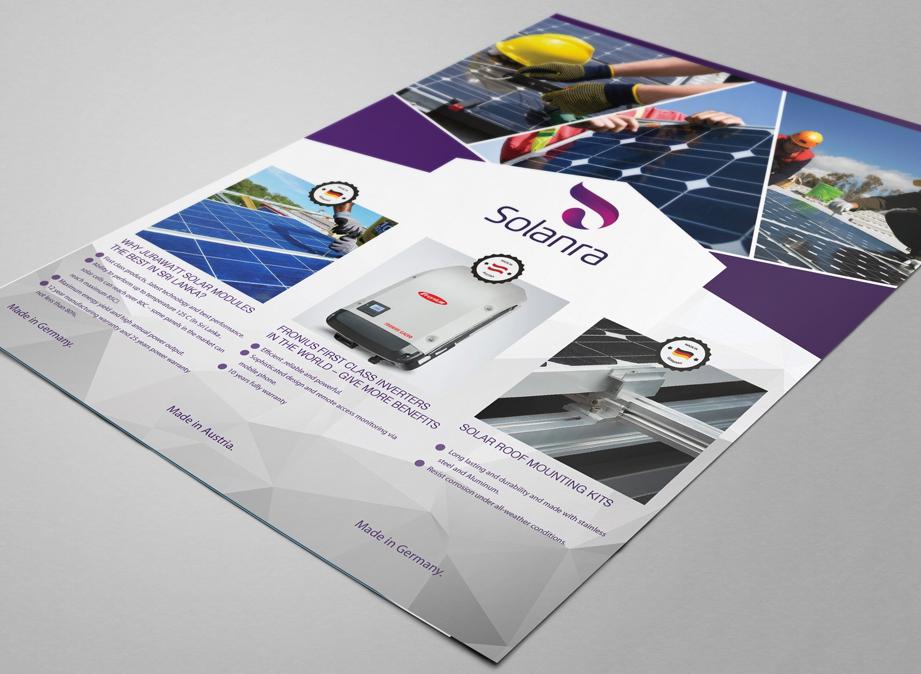 Solanra
WHY JURAWATT SOLAR MODULES
THE BEST IN SRI LANKA?
First class products, latest technology and best performance.
Ability to perform up to temperature 125 C (In Sri Lanka
solar cells can reach over 80C – some panels in the market can
reach maximum 85C)
Maximum energy yield and high annual power output.
12 year manufacturing warranty and 25 years power warranty
not less than 80%.
Made in Germany.
Fronius
FRONIUS FIRST CLASS INVERTERS
IN THE WORLD - GIVE MORE BENEFITS
Efficient, reliable and powerful.
Sophisticated design and remote access monitoring via
mobile phone.
10 years fully warranty
Made in Austria.
SOLAR ROOF MOUNTING KITS
Long lasting and durability and made with stainless
steel and Aluminum.
Resist corrosion under all-weather conditions.
Made in Germany.